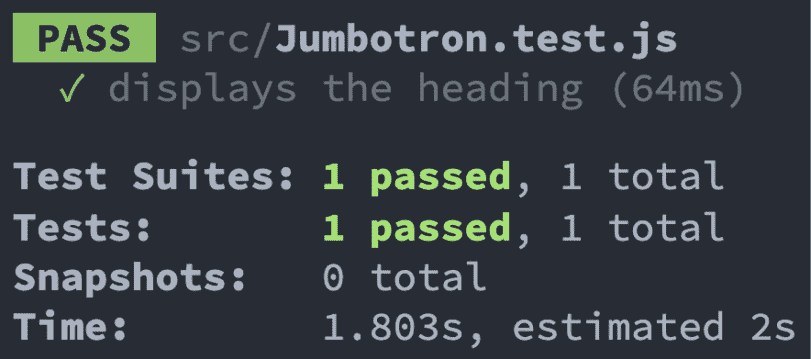 PASS src/Jumbotron.test.js
✓ displays the heading (64ms)
Test Suites: 1 passed, 1 total
Tests: 1 passed, 1 total
Snapshots: 0 total
Time: 1.803s, estimated 2s